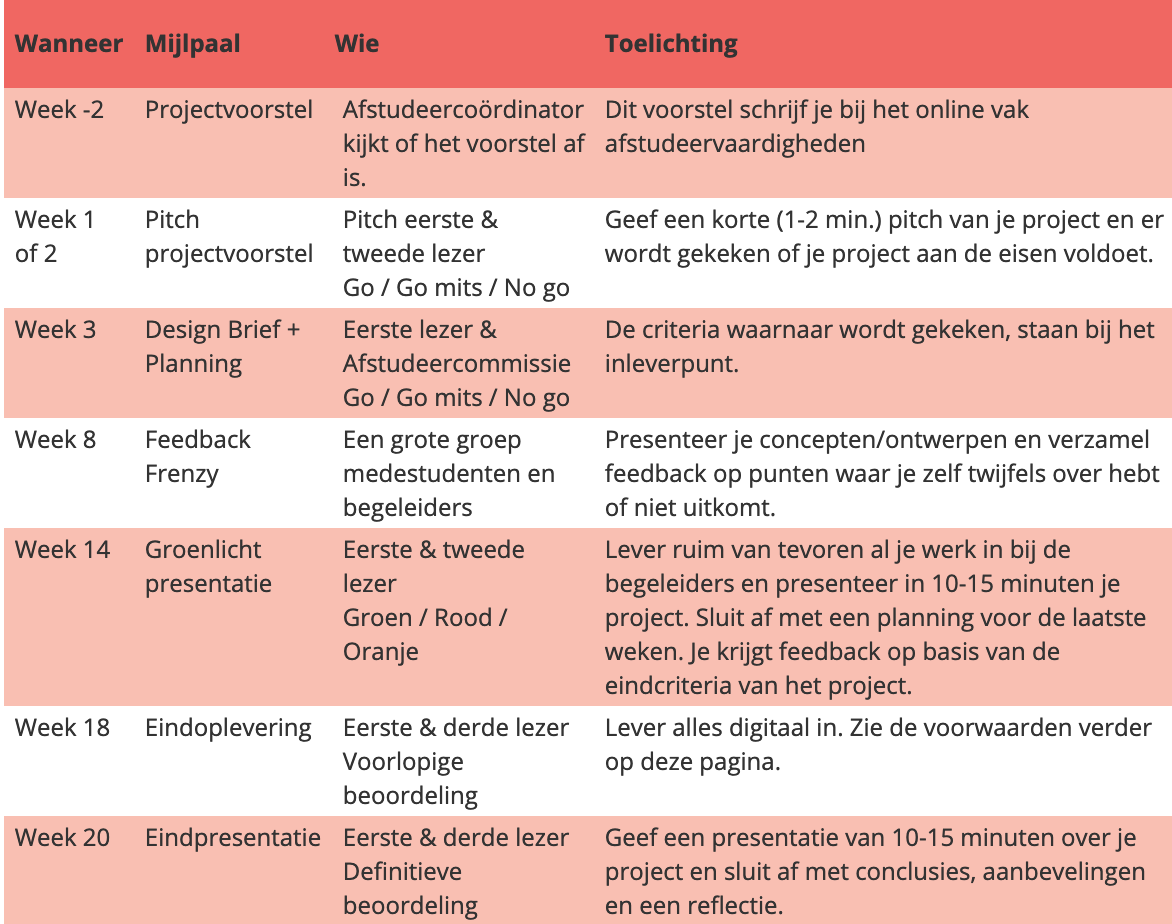 Wanneer Mijlpaal Wie Toelichting
Week -2 Projectvoorstel Afstudeercoördinator Dit voorstel schrijf je bij het online vak
kijkt of het voorstel af afstudeervaardigheden
is.
Week 1 Pitch Pitch eerste & Geef een korte (1-2 min.) pitch van je project en er
of 2 projectvoorstel tweede lezer wordt gekeken of je project aan de eisen voldoet.
Go / Go mits / No go
Week 3 Design Brief + Eerste lezer & De criteria waarnaar wordt gekeken, staan bij het
Planning Afstudeercommissie inleverpunt.
Go / Go mits / No go
Week 8 Feedback Een grote groep Presenteer je concepten/ontwerpen en verzamel
Frenzy medestudenten en feedback op punten waar je zelf twijfels over hebt
begeleiders of niet uitkomt.
Week 14 Groenlicht Eerste & tweede Lever ruim van tevoren al je werk in bij de
presentatie lezer begeleiders en presenteer in 10-15 minuten je
Groen / Rood / project. Sluit af met een planning voor de laatste
Oranje weken. Je krijgt feedback op basis van de
eindcriteria van het project.
Week 18 Eindoplevering Eerste & derde lezer Lever alles digitaal in. Zie de voorwaarden verder
Voorlopige op deze pagina.
beoordeling
Week 20 Eindpresentatie Eerste & derde lezer Geef een presentatie van 10-15 minuten over je
Definitieve project en sluit af met conclusies, aanbevelingen
beoordeling en een reflectie.